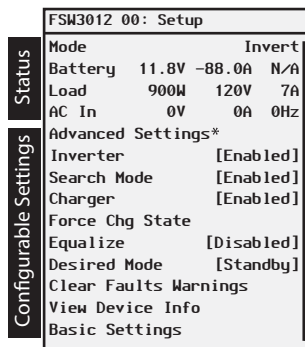 FSW3012 00: Setup
Status
Mode Invert
Battery 11.8V -88.0A N/A
Load 900W 120V 7A
AC In 0V 0A 0Hz
Configurable Settings
Advanced Settings*
Inverter [Enabled]
Search Mode [Enabled]
Charger [Enabled]
Force Chg State
Equalize [Disabled]
Desired Mode [Standby]
Clear Faults Warnings
View Device Info
Basic Settings